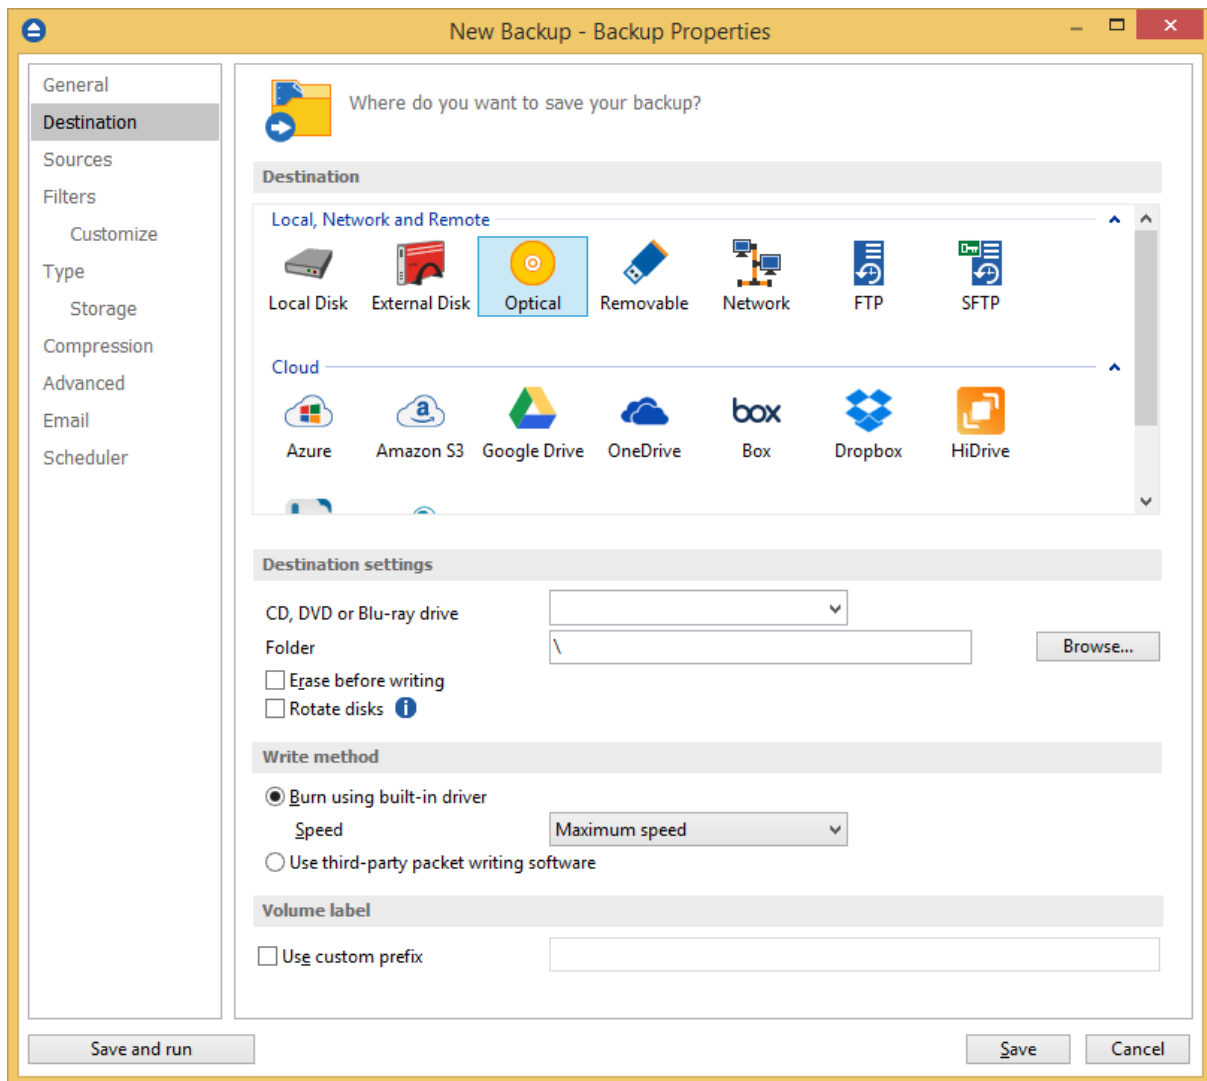 New Backup - Backup Properties
General
Destination
Sources
Filters
Customize
Type
Storage
Compression
Advanced
Email
Scheduler
Where do you want to save your backup?
Destination
Local, Network and Remote
Local Disk External Disk Optical Removable Network FTP SFTP
Cloud
a box
Azure Amazon S3 Google Drive OneDrive Box Dropbox HiDrive
Destination settings
CD, DVD or Blu-ray drive
Folder \ Browse...
Erase before writing
Rotate disks i
Write method
Burn using built-in driver
Speed Maximum speed
Use third-party packet writing software
Volume label
Use custom prefix
Save and run Save Cancel